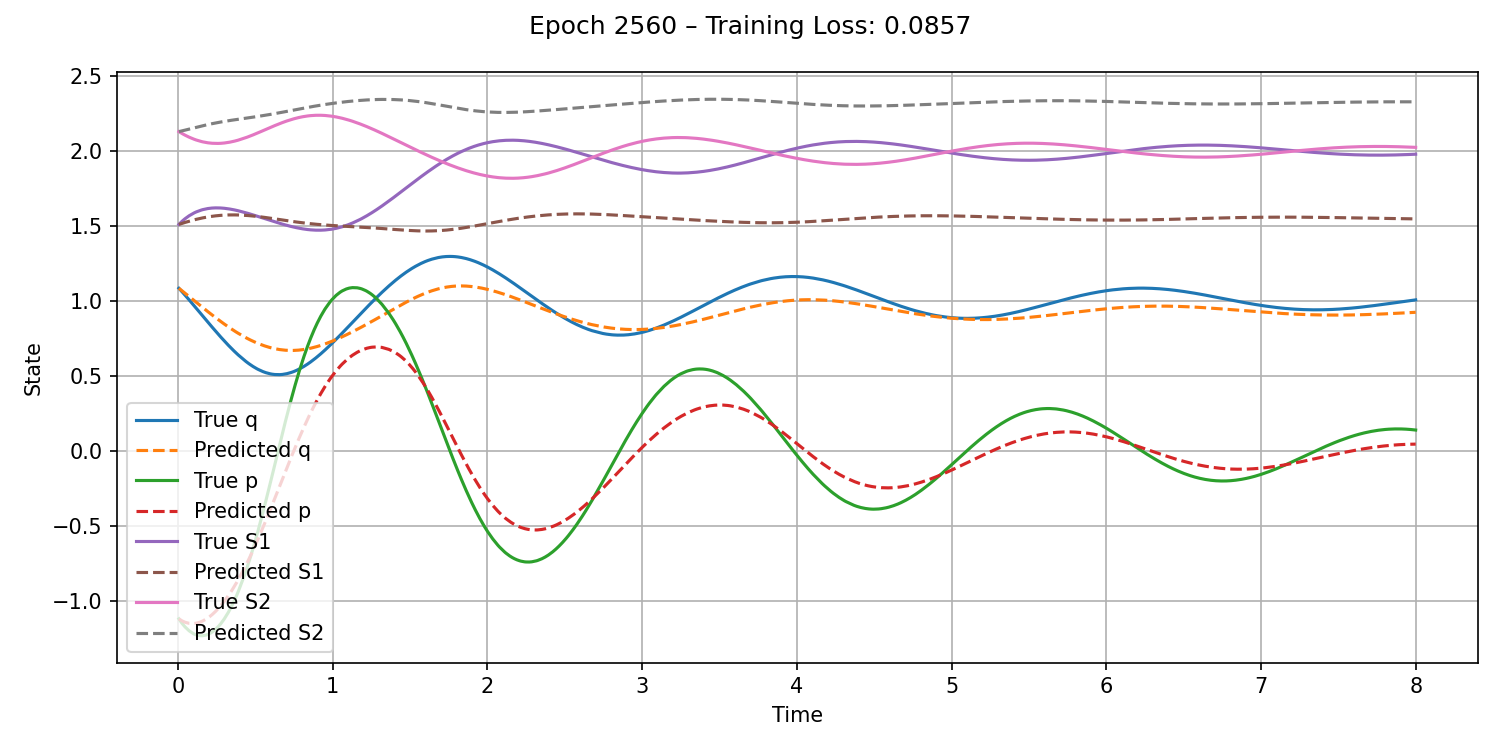 Epoch 2560 – Training Loss: 0.0857
2.5
2.0
1.5
1.0
0.5
0.0
−0.5
−1.0
State
True q
Predicted q
True p
Predicted p
True S1
Predicted S1
True S2
Predicted S2
0 1 2 3 4 5 6 7 8
Time